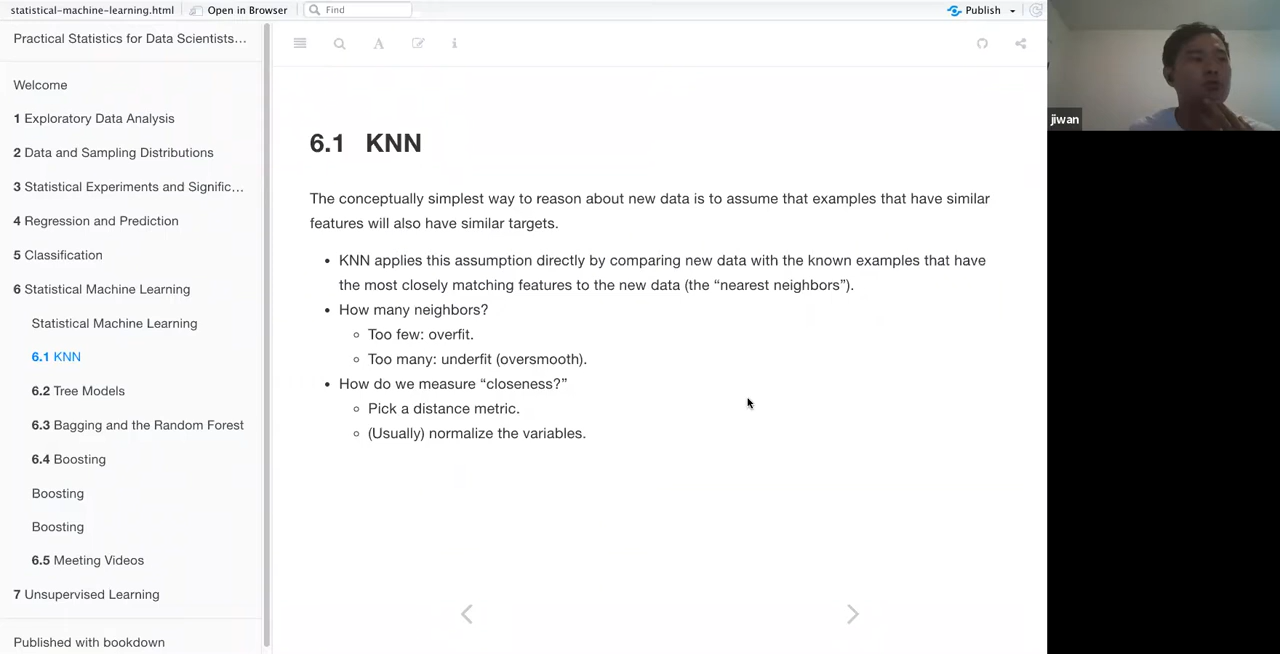 statistical-machine-learning.html Open in Browser Find Publish
Practical Statistics for Data Scientists…
Welcome
1 Exploratory Data Analysis
2 Data and Sampling Distributions
3 Statistical Experiments and Signific…
4 Regression and Prediction
5 Classification
6 Statistical Machine Learning
Statistical Machine Learning
6.1 KNN
6.2 Tree Models
6.3 Bagging and the Random Forest
6.4 Boosting
Boosting
Boosting
6.5 Meeting Videos
7 Unsupervised Learning
Published with bookdown
6.1 KNN
The conceptually simplest way to reason about new data is to assume that examples that have similar
features will also have similar targets.
• KNN applies this assumption directly by comparing new data with the known examples that have
the most closely matching features to the new data (the “nearest neighbors”).
• How many neighbors?
◦ Too few: overfit.
◦ Too many: underfit (oversmooth).
• How do we measure “closeness?”
◦ Pick a distance metric.
◦ (Usually) normalize the variables.
jiwan